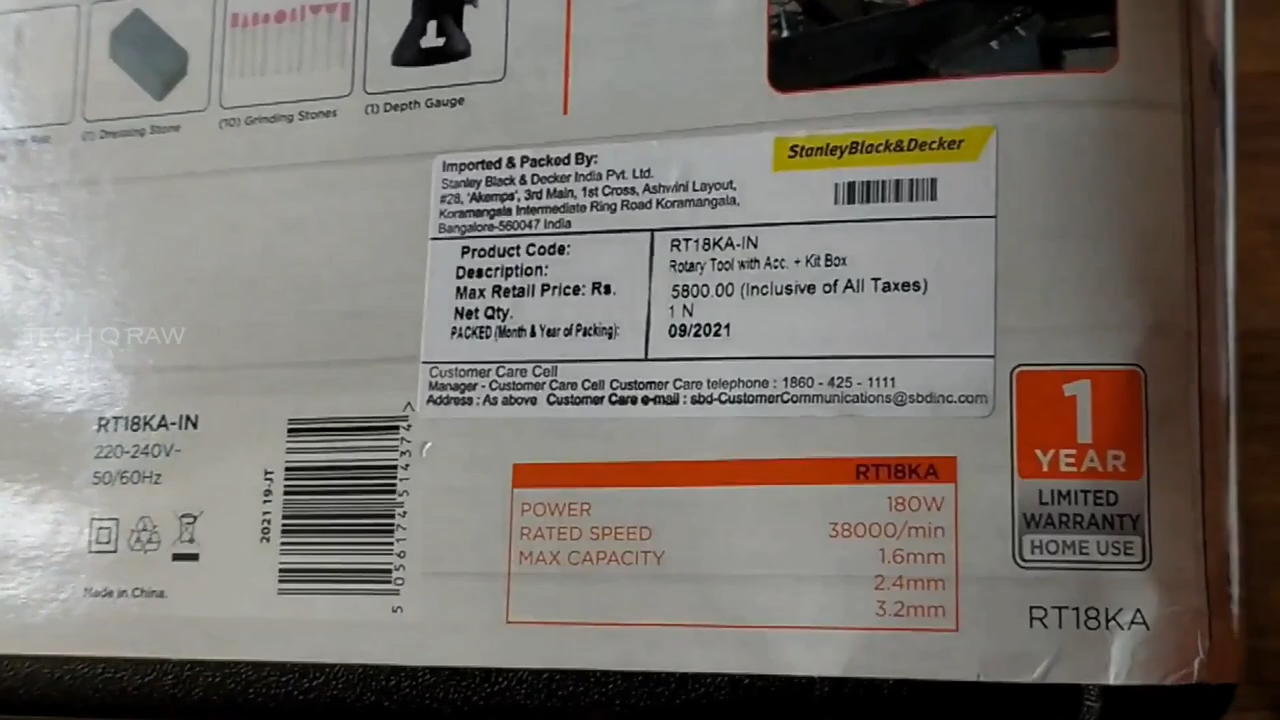 (1) Dressing Stone
(10) Grinding Stones
(1) Depth Gauge
Imported & Packed By:
Stanley Black & Decker India Pvt. Ltd.
#28, 'Akemps', 3rd Main, 1st Cross, Ashwini Layout,
Koramangala Intermediate Ring Road Koramangala,
Bangalore-560047 India
StanleyBlack&Decker
Product Code: RT18KA-IN
Description: Rotary Tool with Acc. + Kit Box
Max Retail Price: Rs. 5800.00 (Inclusive of All Taxes)
Net Qty. 1 N
PACKED (Month & Year of Packing): 09/2021
Customer Care Cell
Manager - Customer Care Cell Customer Care telephone : 1860 - 425 - 1111
Address : As above Customer Care e-mail : sbd-CustomerCommunications@sbdinc.com
TECH Q RAW
RT18KA-IN
220-240V~
50/60Hz
Made in China.
2021 19-JT
5 056174 514374 >
RT18KA
POWER 180W
RATED SPEED 38000/min
MAX CAPACITY 1.6mm
2.4mm
3.2mm
1
YEAR
LIMITED
WARRANTY
HOME USE
RT18KA